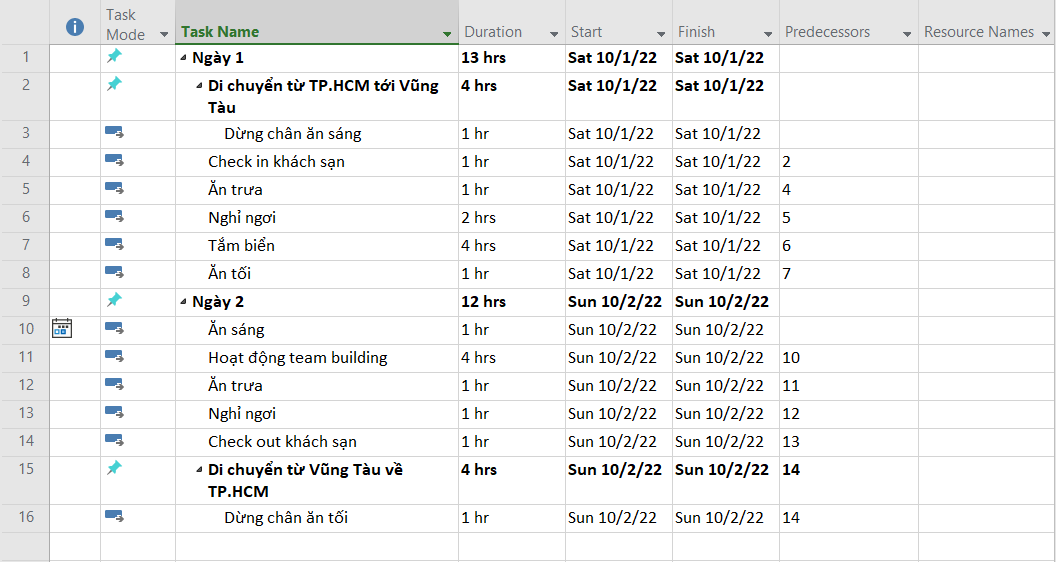 Task Mode Task Name Duration Start Finish Predecessors Resource Names
1 Ngày 1 13 hrs Sat 10/1/22 Sat 10/1/22
2 Di chuyển từ TP.HCM tới Vũng Tàu 4 hrs Sat 10/1/22 Sat 10/1/22
3 Dừng chân ăn sáng 1 hr Sat 10/1/22 Sat 10/1/22
4 Check in khách sạn 1 hr Sat 10/1/22 Sat 10/1/22 2
5 Ăn trưa 1 hr Sat 10/1/22 Sat 10/1/22 4
6 Nghỉ ngơi 2 hrs Sat 10/1/22 Sat 10/1/22 5
7 Tắm biển 4 hrs Sat 10/1/22 Sat 10/1/22 6
8 Ăn tối 1 hr Sat 10/1/22 Sat 10/1/22 7
9 Ngày 2 12 hrs Sun 10/2/22 Sun 10/2/22
10 Ăn sáng 1 hr Sun 10/2/22 Sun 10/2/22
11 Hoạt động team building 4 hrs Sun 10/2/22 Sun 10/2/22 10
12 Ăn trưa 1 hr Sun 10/2/22 Sun 10/2/22 11
13 Nghỉ ngơi 1 hr Sun 10/2/22 Sun 10/2/22 12
14 Check out khách sạn 1 hr Sun 10/2/22 Sun 10/2/22 13
15 Di chuyển từ Vũng Tàu về TP.HCM 4 hrs Sun 10/2/22 Sun 10/2/22 14
16 Dừng chân ăn tối 1 hr Sun 10/2/22 Sun 10/2/22 14